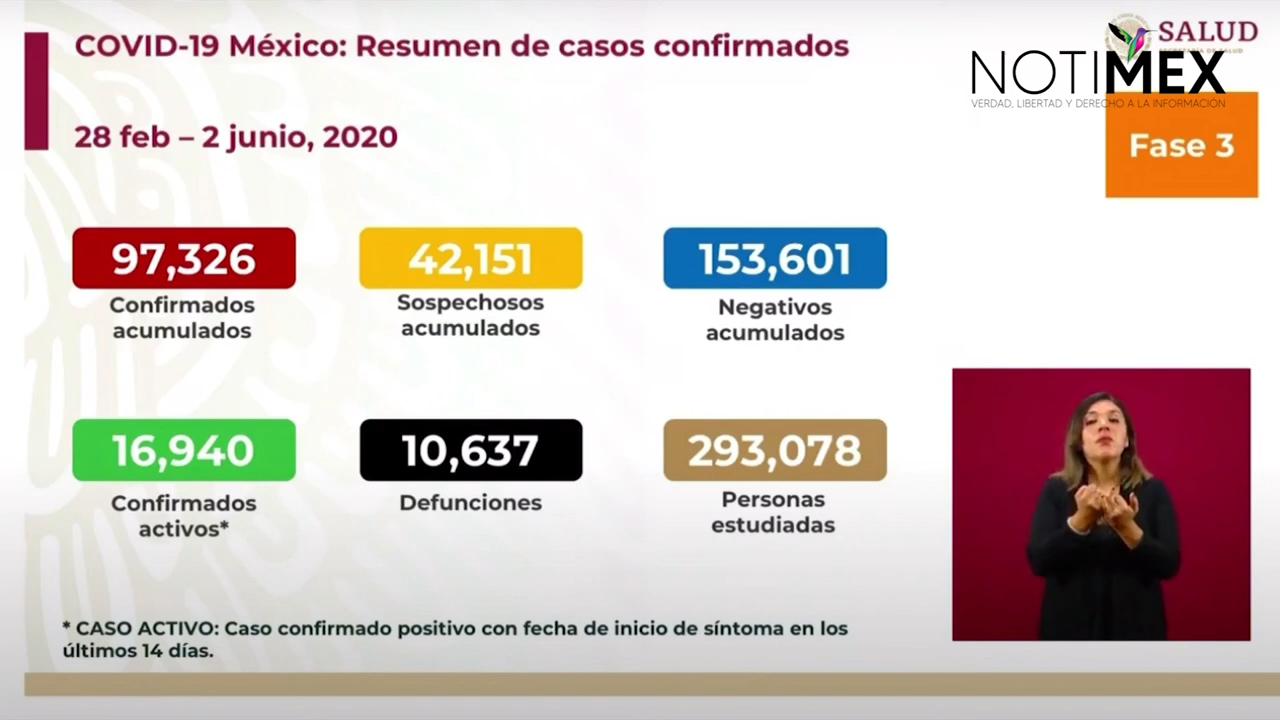 COVID-19 México: Resumen de casos confirmados
SALUD
NOTIMEX
VERDAD, LIBERTAD Y DERECHO A LA INFORMACIÓN
28 feb – 2 junio, 2020
Fase 3
97,326
Confirmados
acumulados
42,151
Sospechosos
acumulados
153,601
Negativos
acumulados
16,940
Confirmados
activos*
10,637
Defunciones
293,078
Personas
estudiadas
* CASO ACTIVO: Caso confirmado positivo con fecha de inicio de síntoma en los
últimos 14 días.